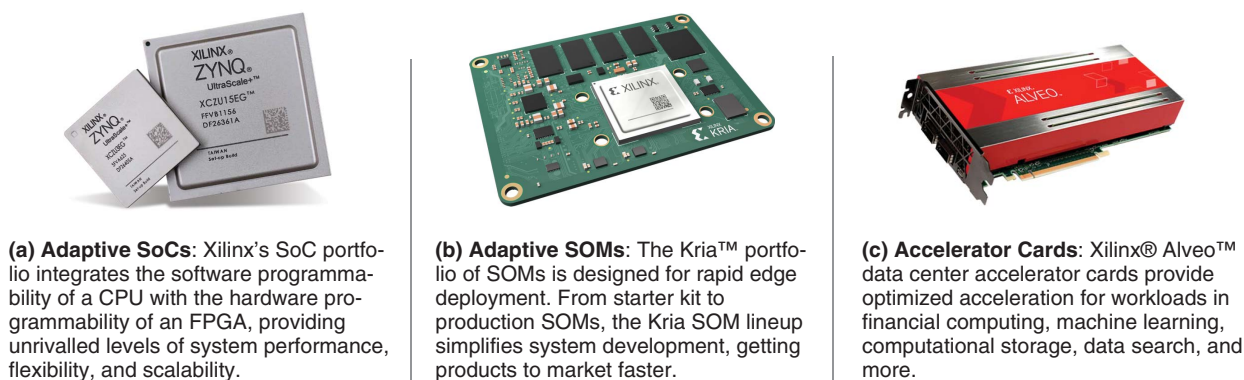 XILINX®
ZYNQ®
UltraScale+™
XCZU15EG™
FFVB1156
DF26361A
TAIWAN
XILINX®
ZYNQ®
UltraScale+™
XILINX
XILINX
KRIA
XILINX
ALVEO
(a) Adaptive SoCs: Xilinx's SoC portfo-
lio integrates the software programma-
bility of a CPU with the hardware pro-
grammability of an FPGA, providing
unrivalled levels of system performance,
flexibility, and scalability.
(b) Adaptive SOMs: The Kria™ portfo-
lio of SOMs is designed for rapid edge
deployment. From starter kit to
production SOMs, the Kria SOM lineup
simplifies system development, getting
products to market faster.
(c) Accelerator Cards: Xilinx® Alveo™
data center accelerator cards provide
optimized acceleration for workloads in
financial computing, machine learning,
computational storage, data search, and
more.